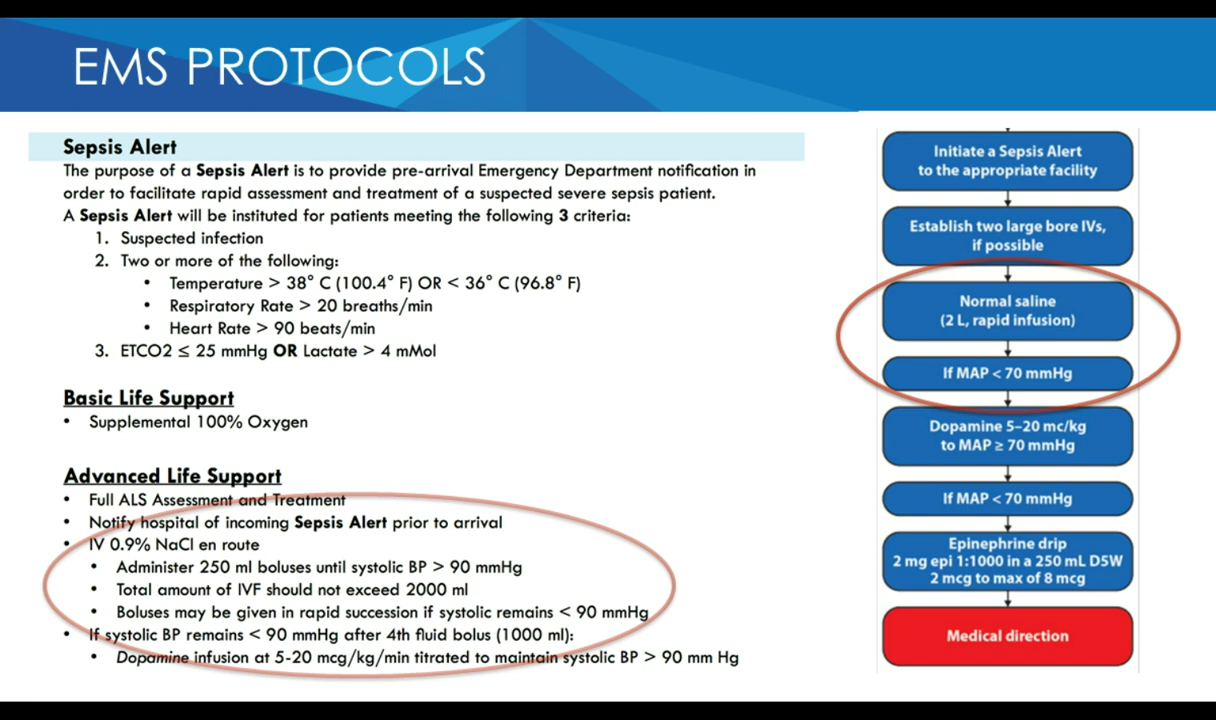 EMS PROTOCOLS
Sepsis Alert
The purpose of a Sepsis Alert is to provide pre-arrival Emergency Department notification in
order to facilitate rapid assessment and treatment of a suspected severe sepsis patient.
A Sepsis Alert will be instituted for patients meeting the following 3 criteria:
1. Suspected infection
2. Two or more of the following:
• Temperature > 38° C (100.4° F) OR < 36° C (96.8° F)
• Respiratory Rate > 20 breaths/min
• Heart Rate > 90 beats/min
3. ETCO2 ≤ 25 mmHg OR Lactate > 4 mMol
Basic Life Support
• Supplemental 100% Oxygen
Advanced Life Support
• Full ALS Assessment and Treatment
• Notify hospital of incoming Sepsis Alert prior to arrival
• IV 0.9% NaCl en route
• Administer 250 ml boluses until systolic BP > 90 mmHg
• Total amount of IVF should not exceed 2000 ml
• Boluses may be given in rapid succession if systolic remains < 90 mmHg
• If systolic BP remains < 90 mmHg after 4th fluid bolus (1000 ml):
• Dopamine infusion at 5-20 mcg/kg/min titrated to maintain systolic BP > 90 mm Hg
Initiate a Sepsis Alert
to the appropriate facility
Establish two large bore IVs,
if possible
Normal saline
(2 L, rapid infusion)
If MAP < 70 mmHg
Dopamine 5–20 mc/kg
to MAP ≥ 70 mmHg
If MAP < 70 mmHg
Epinephrine drip
2 mg epi 1:1000 in a 250 mL D5W
2 mcg to max of 8 mcg
Medical direction